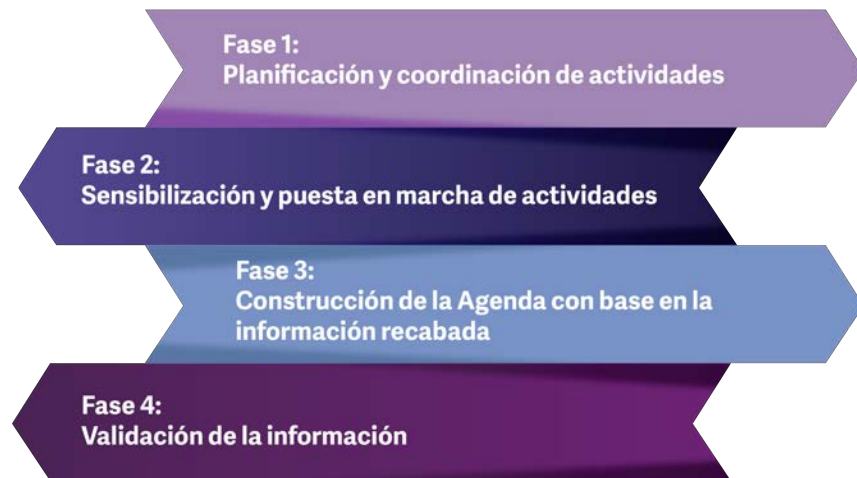 Fase 1:
Planificación y coordinación de actividades
Fase 2:
Sensibilización y puesta en marcha de actividades
Fase 3:
Construcción de la Agenda con base en la
información recabada
Fase 4:
Validación de la información